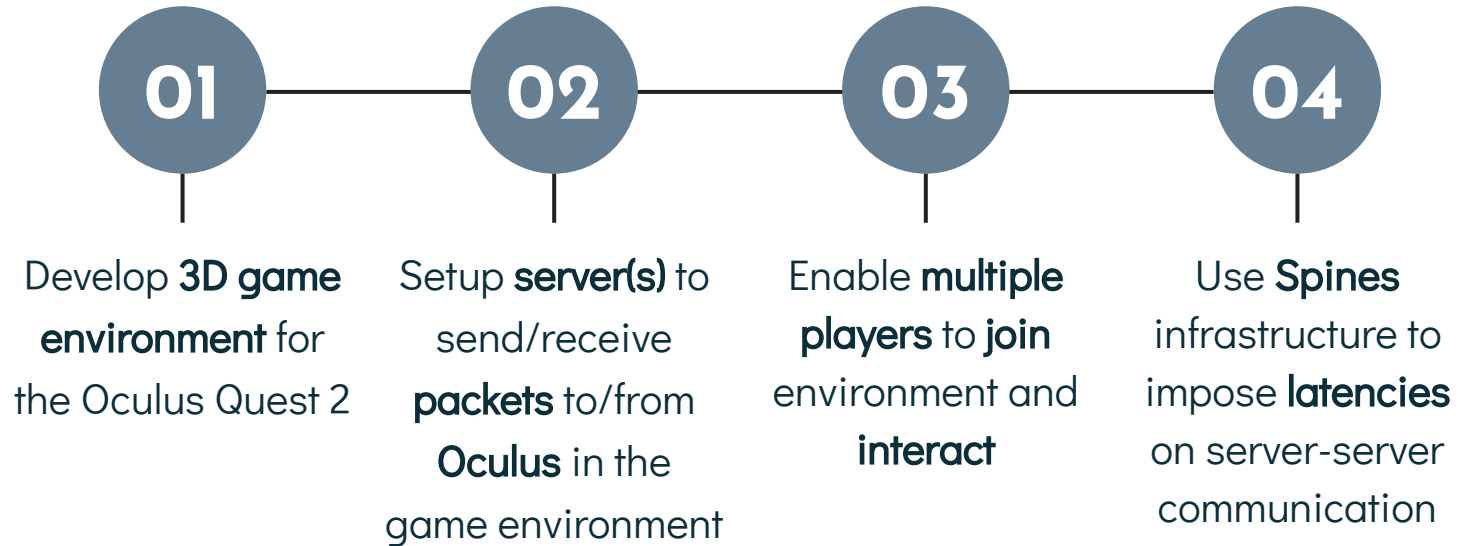 01
Develop 3D game
environment for
the Oculus Quest 2
02
Setup server(s) to
send/receive
packets to/from
Oculus in the
game environment
03
Enable multiple
players to join
environment and
interact
04
Use Spines
infrastructure to
impose latencies
on server-server
communication